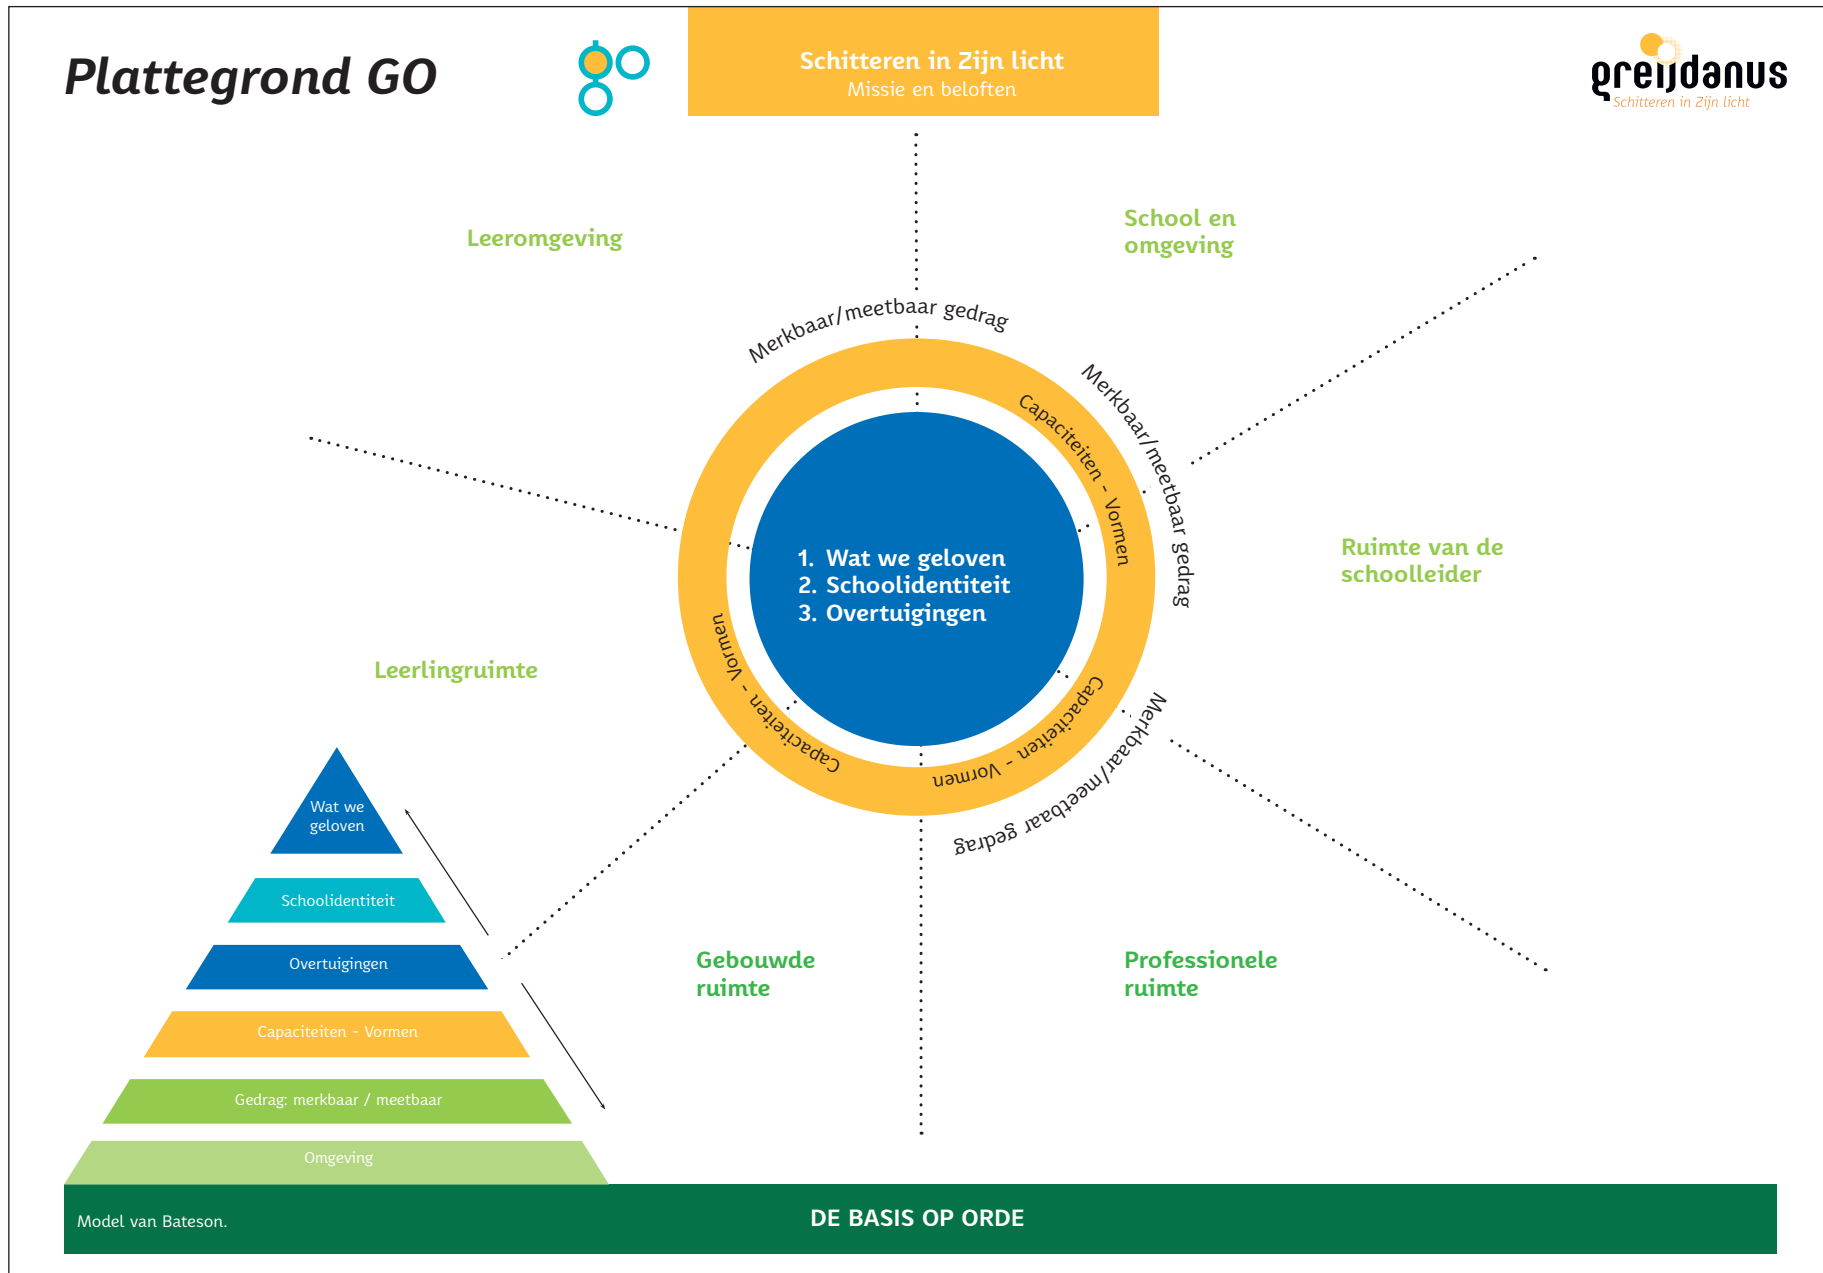 Plattegrond GO
Schitteren in Zijn licht
Missie en beloften
greijdanus
Schitteren in Zijn licht
Leeromgeving
School en
omgeving
Merkbaar/meetbaar gedrag
Merkbaar/meetbaar gedrag
Capaciteiten - Vormen
Ruimte van de
schoolleider
1. Wat we geloven
2. Schoolidentiteit
3. Overtuigingen
Leerlingruimte
Capaciteiten - Vormen
Capaciteiten - Vormen
Merkbaar/meetbaar gedrag
Gebouwde
ruimte
Professionele
ruimte
Wat we
geloven
Schoolidentiteit
Overtuigingen
Capaciteiten - Vormen
Gedrag: merkbaar / meetbaar
Omgeving
Model van Bateson.
DE BASIS OP ORDE